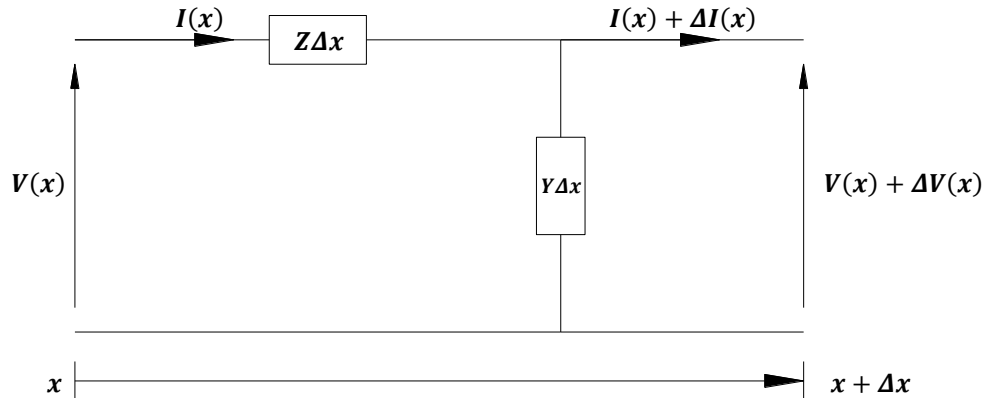 I(x)
ZΔx
I(x) + ΔI(x)
V(x)
YΔx
V(x) + ΔV(x)
x
x + Δx